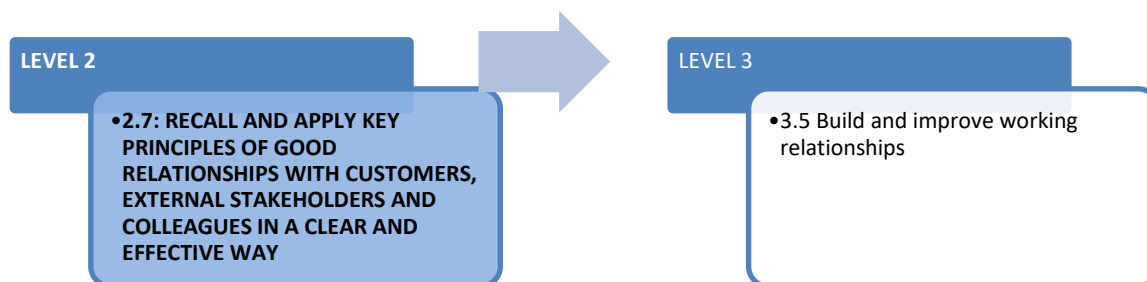 LEVEL 2
•2.7: RECALL AND APPLY KEY
PRINCIPLES OF GOOD
RELATIONSHIPS WITH CUSTOMERS,
EXTERNAL STAKEHOLDERS AND
COLLEAGUES IN A CLEAR AND
EFFECTIVE WAY
LEVEL 3
•3.5 Build and improve working
relationships